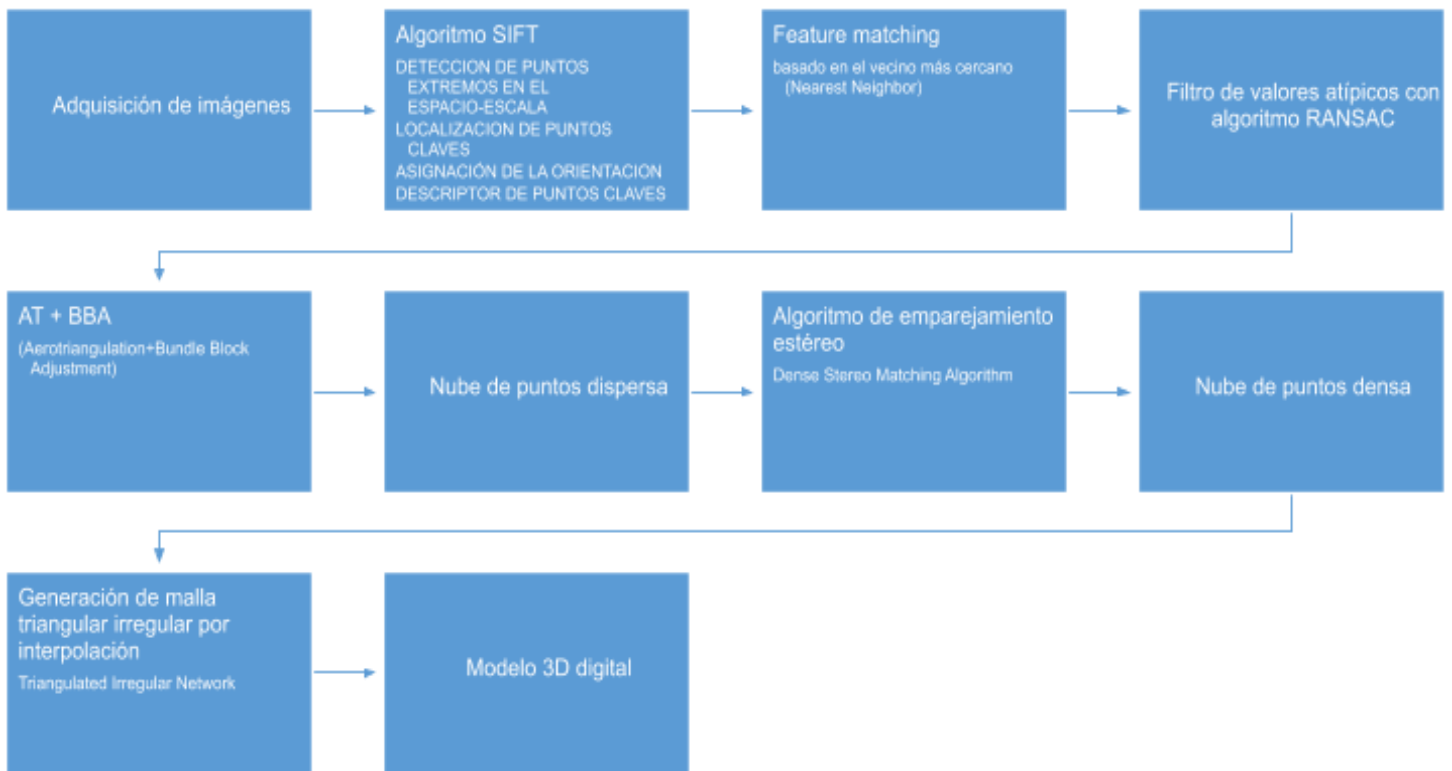 Adquisición de imágenes
Algoritmo SIFT
DETECCION DE PUNTOS
EXTREMOS EN EL
ESPACIO-ESCALA
LOCALIZACION DE PUNTOS
CLAVES
ASIGNACIÓN DE LA ORIENTACION
DESCRIPTOR DE PUNTOS CLAVES
Feature matching
basado en el vecino más cercano
(Nearest Neighbor)
Filtro de valores atípicos con
algoritmo RANSAC
AT + BBA
(Aerotriangulation+Bundle Block
Adjustment)
Nube de puntos dispersa
Algoritmo de emparejamiento
estéreo
Dense Stereo Matching Algorithm
Nube de puntos densa
Generación de malla
triangular irregular por
interpolación
Triangulated Irregular Network
Modelo 3D digital